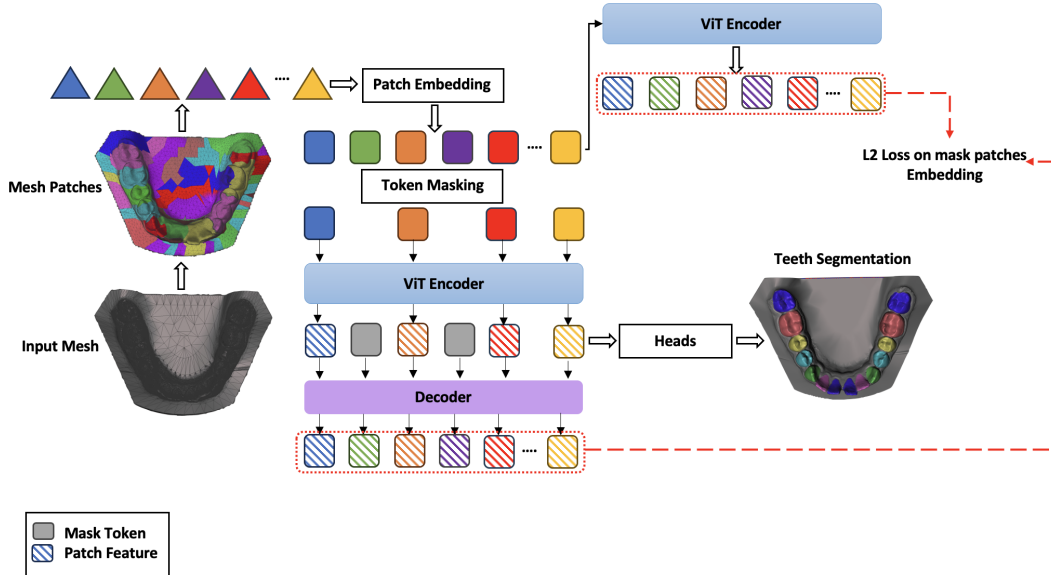 ViT Encoder
Patch Embedding
Mesh Patches
Token Masking
L2 Loss on mask patches
Embedding
ViT Encoder
Teeth Segmentation
Input Mesh
Heads
Decoder
Mask Token
Patch Feature